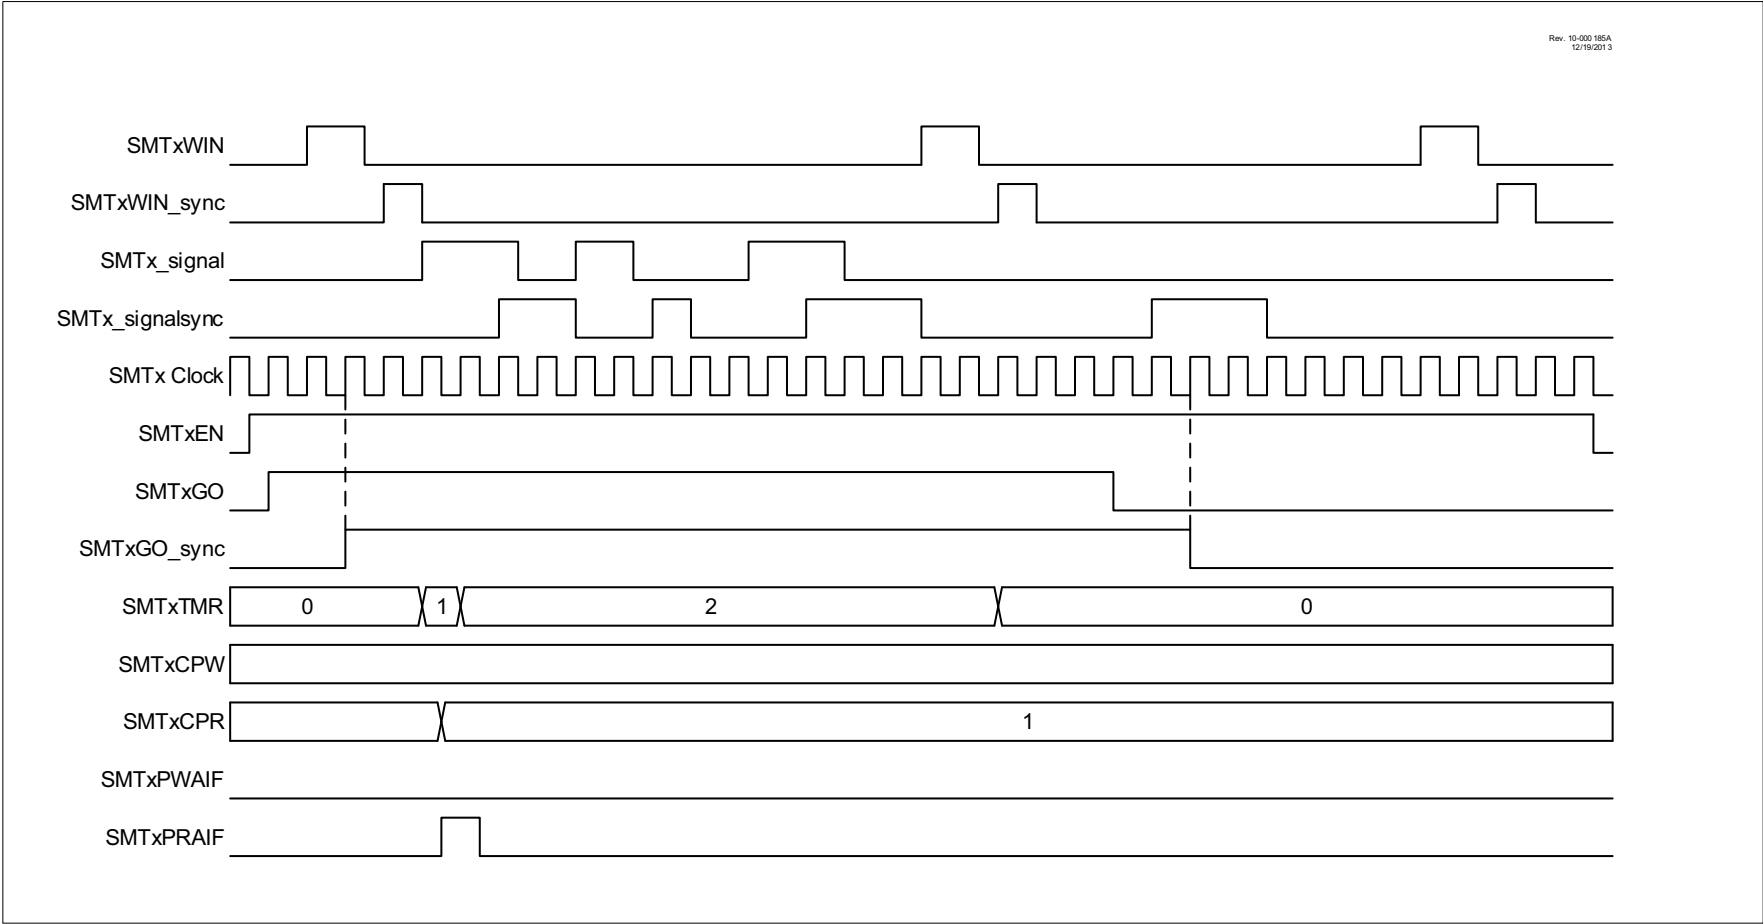 Rev. 10-000 185A
12/19/201 3
SMTxWIN
SMTxWIN_sync
SMTx_signal
SMTx_signalsync
SMTx Clock
SMTxEN
SMTxGO
SMTxGO_sync
SMTxTMR 0 1 2 0
SMTxCPW
SMTxCPR 1
SMTxPWAIF
SMTxPRAIF